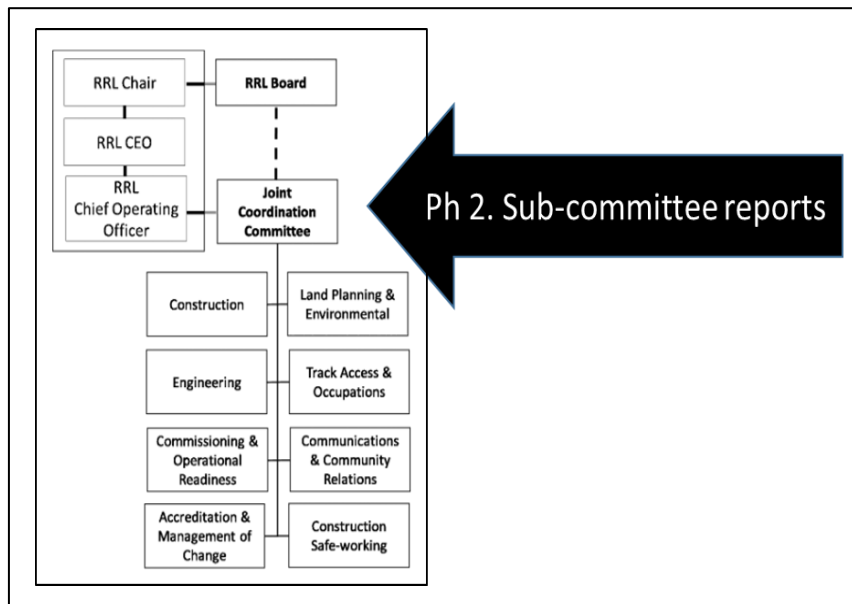 RRL Chair
RRL Board
RRL CEO
RRL
Chief Operating
Officer
Joint
Coordination
Committee
Ph 2. Sub-committee reports
Construction
Land Planning &
Environmental
Engineering
Track Access &
Occupations
Commissioning &
Operational
Readiness
Communications
& Community
Relations
Accreditation &
Management of
Change
Construction
Safe-working